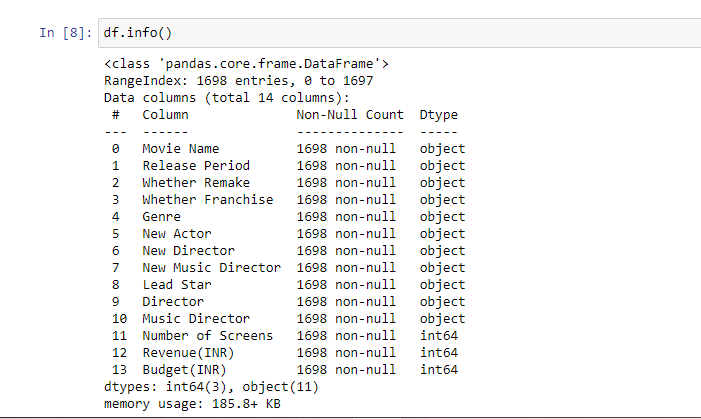 In [8]: df.info()
<class 'pandas.core.frame.DataFrame'>
RangeIndex: 1698 entries, 0 to 1697
Data columns (total 14 columns):
 #   Column              Non-Null Count  Dtype
---  ------              --------------  -----
 0   Movie Name          1698 non-null   object
 1   Release Period      1698 non-null   object
 2   Whether Remake      1698 non-null   object
 3   Whether Franchise   1698 non-null   object
 4   Genre               1698 non-null   object
 5   New Actor           1698 non-null   object
 6   New Director        1698 non-null   object
 7   New Music Director  1698 non-null   object
 8   Lead Star           1698 non-null   object
 9   Director            1698 non-null   object
 10  Music Director      1698 non-null   object
 11  Number of Screens   1698 non-null   int64
 12  Revenue(INR)        1698 non-null   int64
 13  Budget(INR)         1698 non-null   int64
dtypes: int64(3), object(11)
memory usage: 185.8+ KB